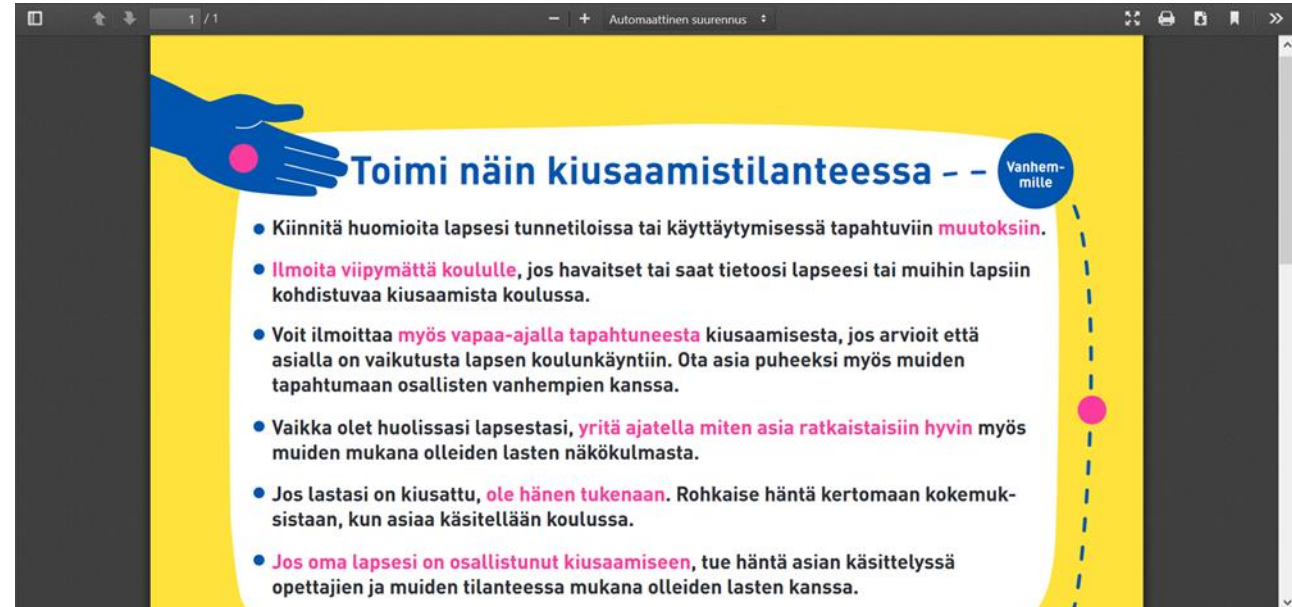 1 / 1
Automaattinen suurennus
Toimi näin kiusaamistilanteessa - -
Vanhem-
mille
Kiinnitä huomioita lapsesi tunnetiloissa tai käyttäytymisessä tapahtuviin muutoksiin.
Ilmoita viipymättä koululle, jos havaitset tai saat tietoosi lapseesi tai muihin lapsiin
kohdistuvaa kiusaamista koulussa.
Voit ilmoittaa myös vapaa-ajalla tapahtuneesta kiusaamisesta, jos arvioit että
asialla on vaikutusta lapsen koulunkäyntiin. Ota asia puheeksi myös muiden
tapahtumaan osallisten vanhempien kanssa.
Vaikka olet huolissasi lapsestasi, yritä ajatella miten asia ratkaistaisiin hyvin myös
muiden mukana olleiden lasten näkökulmasta.
Jos lastasi on kiusattu, ole hänen tukenaan. Rohkaise häntä kertomaan kokemuk-
sistaan, kun asiaa käsitellään koulussa.
Jos oma lapsesi on osallistunut kiusaamiseen, tue häntä asian käsittelyssä
opettajien ja muiden tilanteessa mukana olleiden lasten kanssa.